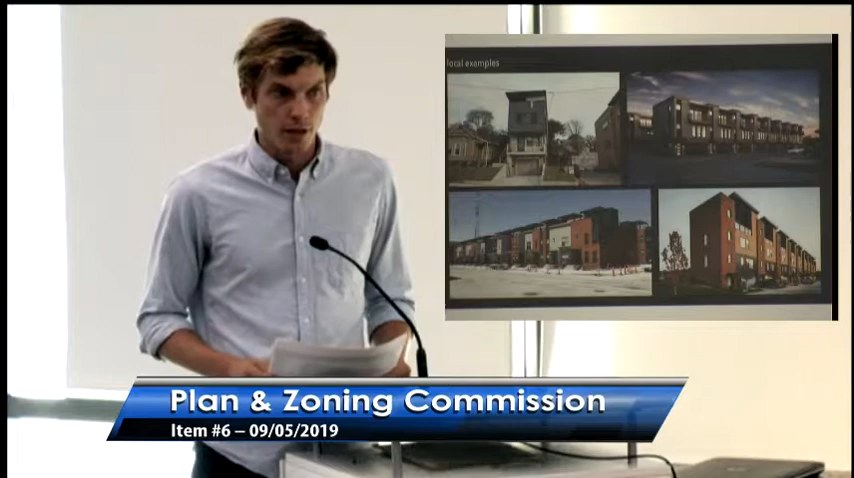 local examples
Plan & Zoning Commission
Item #6 – 09/05/2019